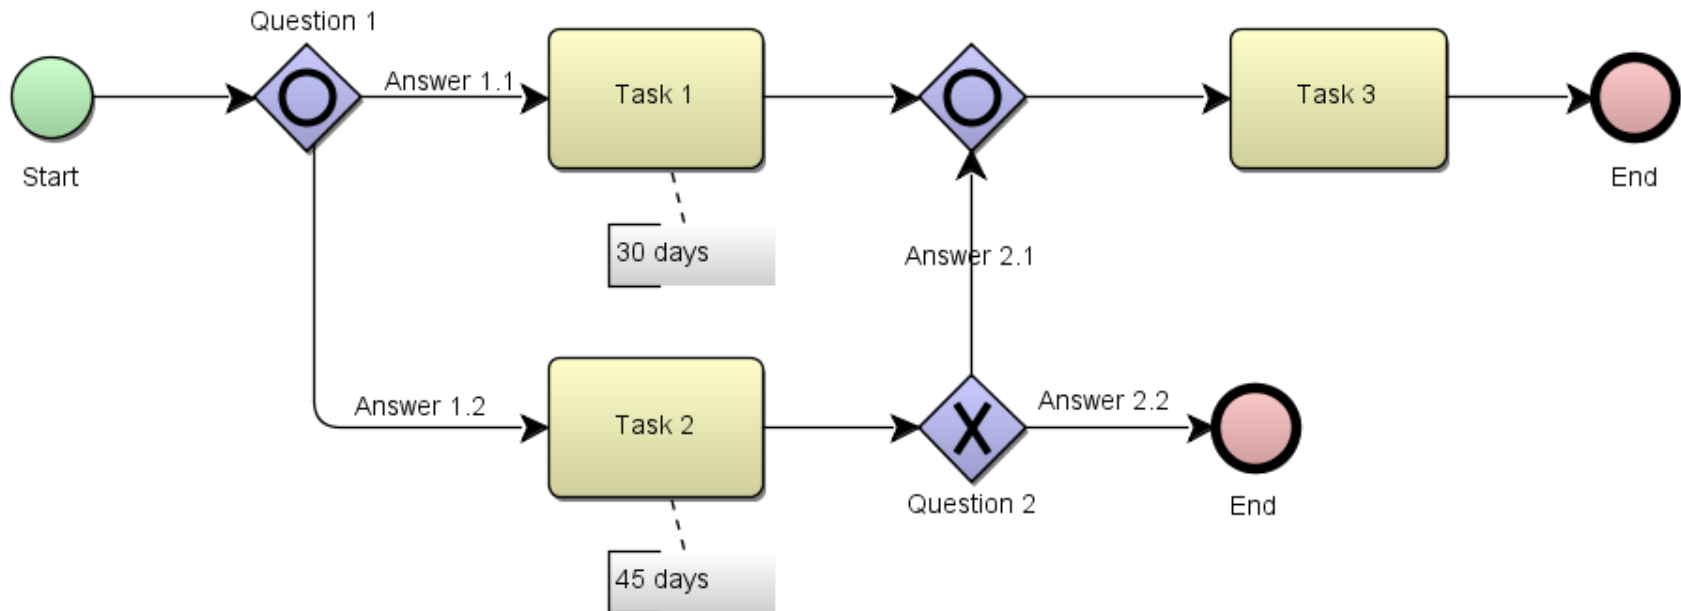 Question 1
Answer 1.1
Task 1
Task 3
Start
End
30 days
Answer 2.1
Answer 1.2
Task 2
Answer 2.2
Question 2
End
45 days